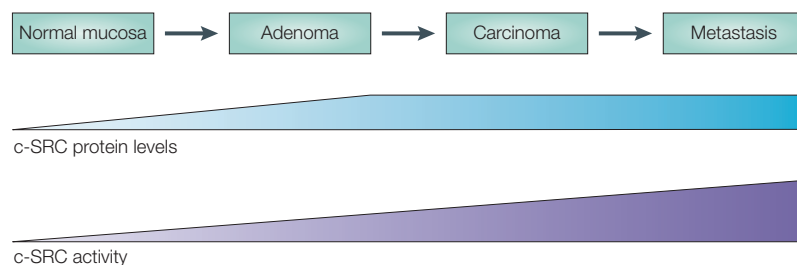 Normal mucosa
Adenoma
Carcinoma
Metastasis
c-SRC protein levels
c-SRC activity